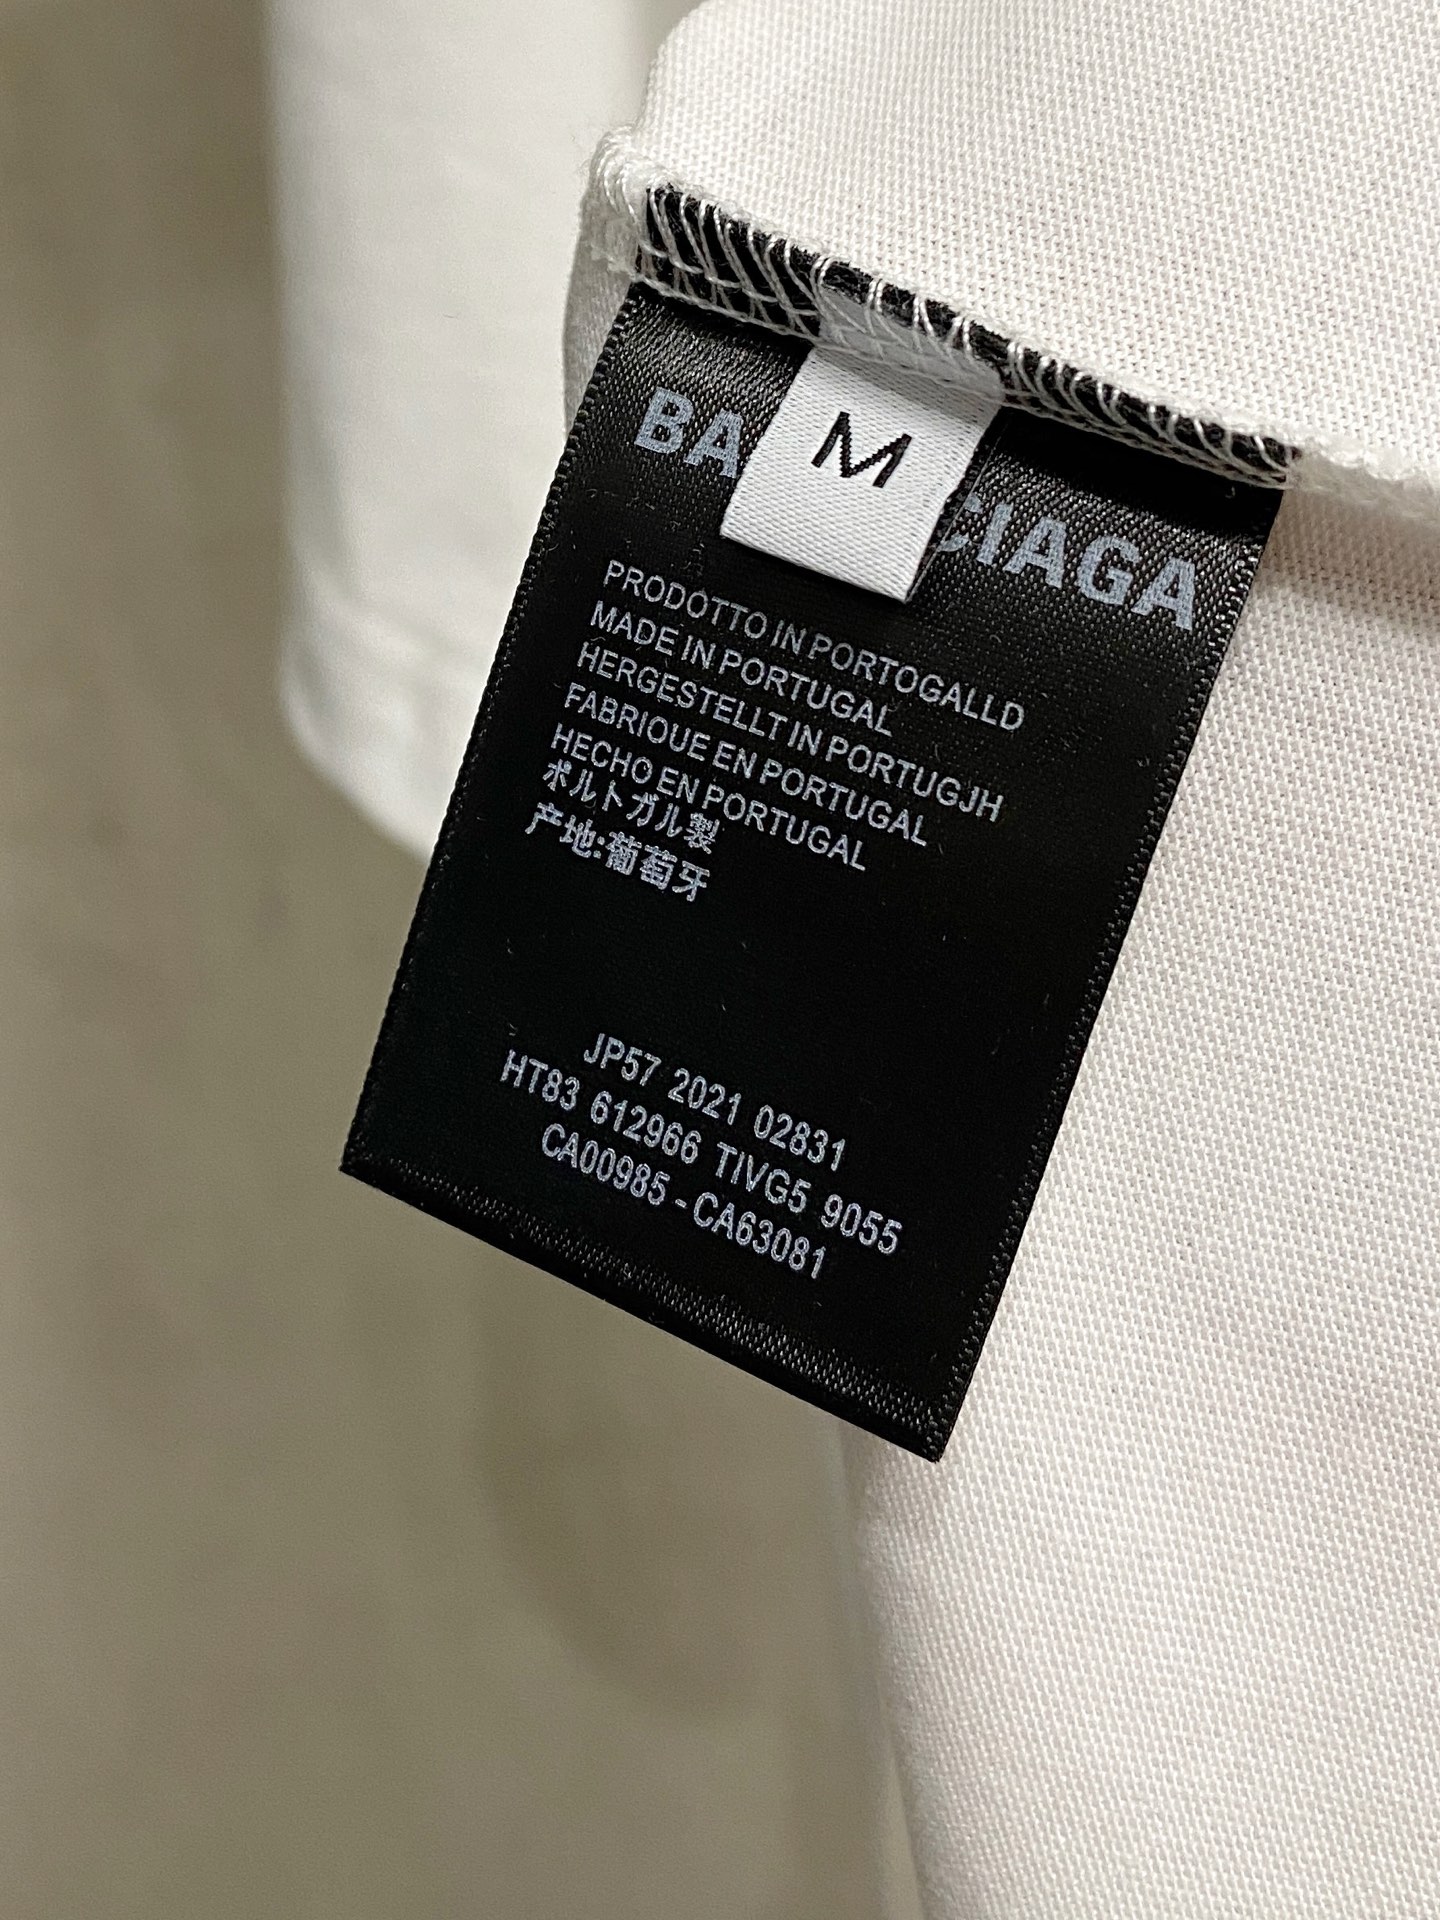 M
BA CIAGA
PRODOTTO IN PORTOGALLD
MADE IN PORTUGAL
HERGESTELLT IN PORTUGJH
FABRIOUE EN PORTUGAL
HECHO EN PORTUGAL
ポルトガル製
产地:葡萄牙
JP57 2021 02831
HT83 612966 TIVG5 9055
CA00985 - CA63081